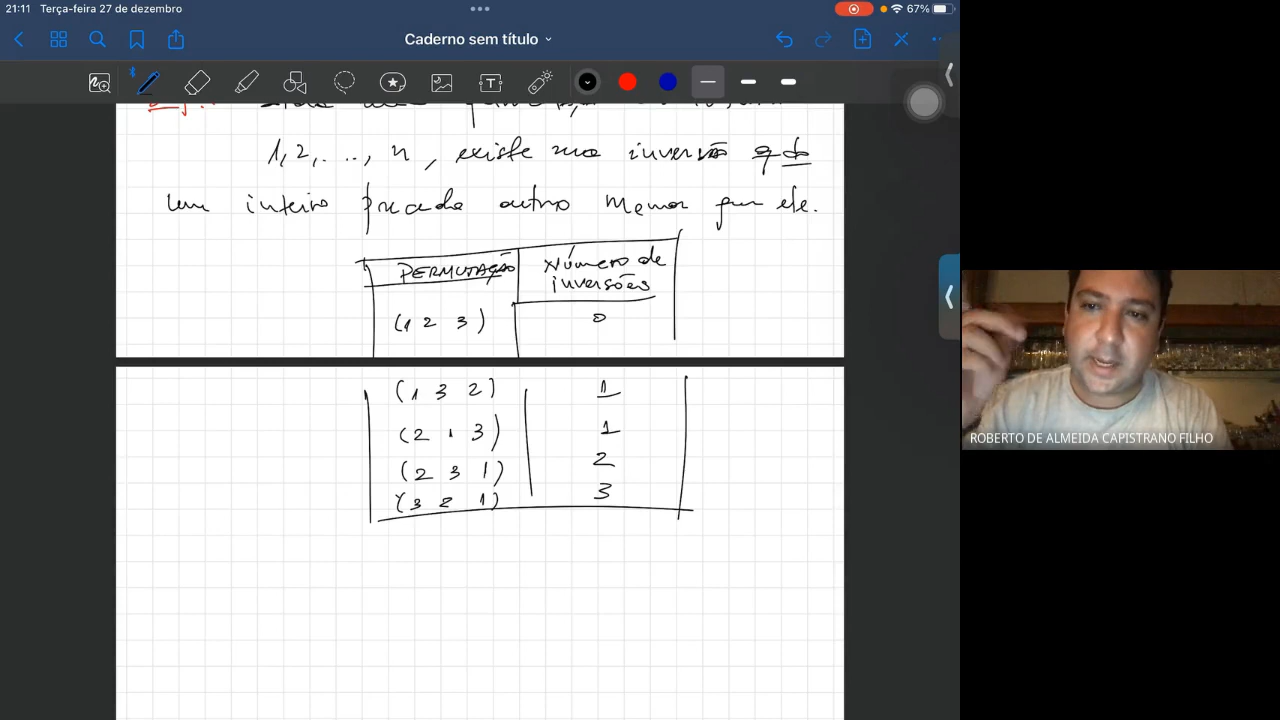 21:11 Terça-feira 27 de dezembro
67%
Caderno sem título
T
1, 2, ..., n, existe uma inversão qdo
um inteiro precede outro menor que ele.
PERMUTAÇÃO Número de inversões
(1 2 3) 0
(1 3 2) 1
(2 1 3) 1
(2 3 1) 2
(3 2 1) 3
ROBERTO DE ALMEIDA CAPISTRANO FILHO